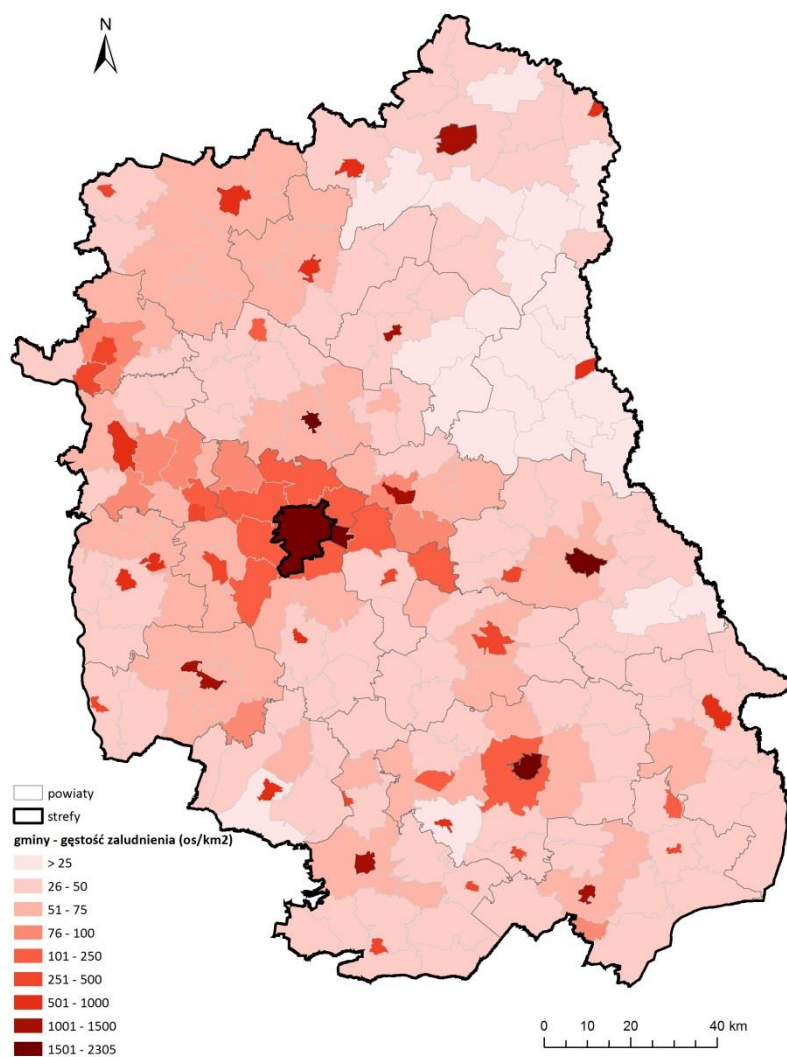 N
powiaty
strefy
gminy - gęstość zaludnienia (os/km2)
> 25
26 - 50
51 - 75
76 - 100
101 - 250
251 - 500
501 - 1000
1001 - 1500
1501 - 2305
0 10 20 40 km